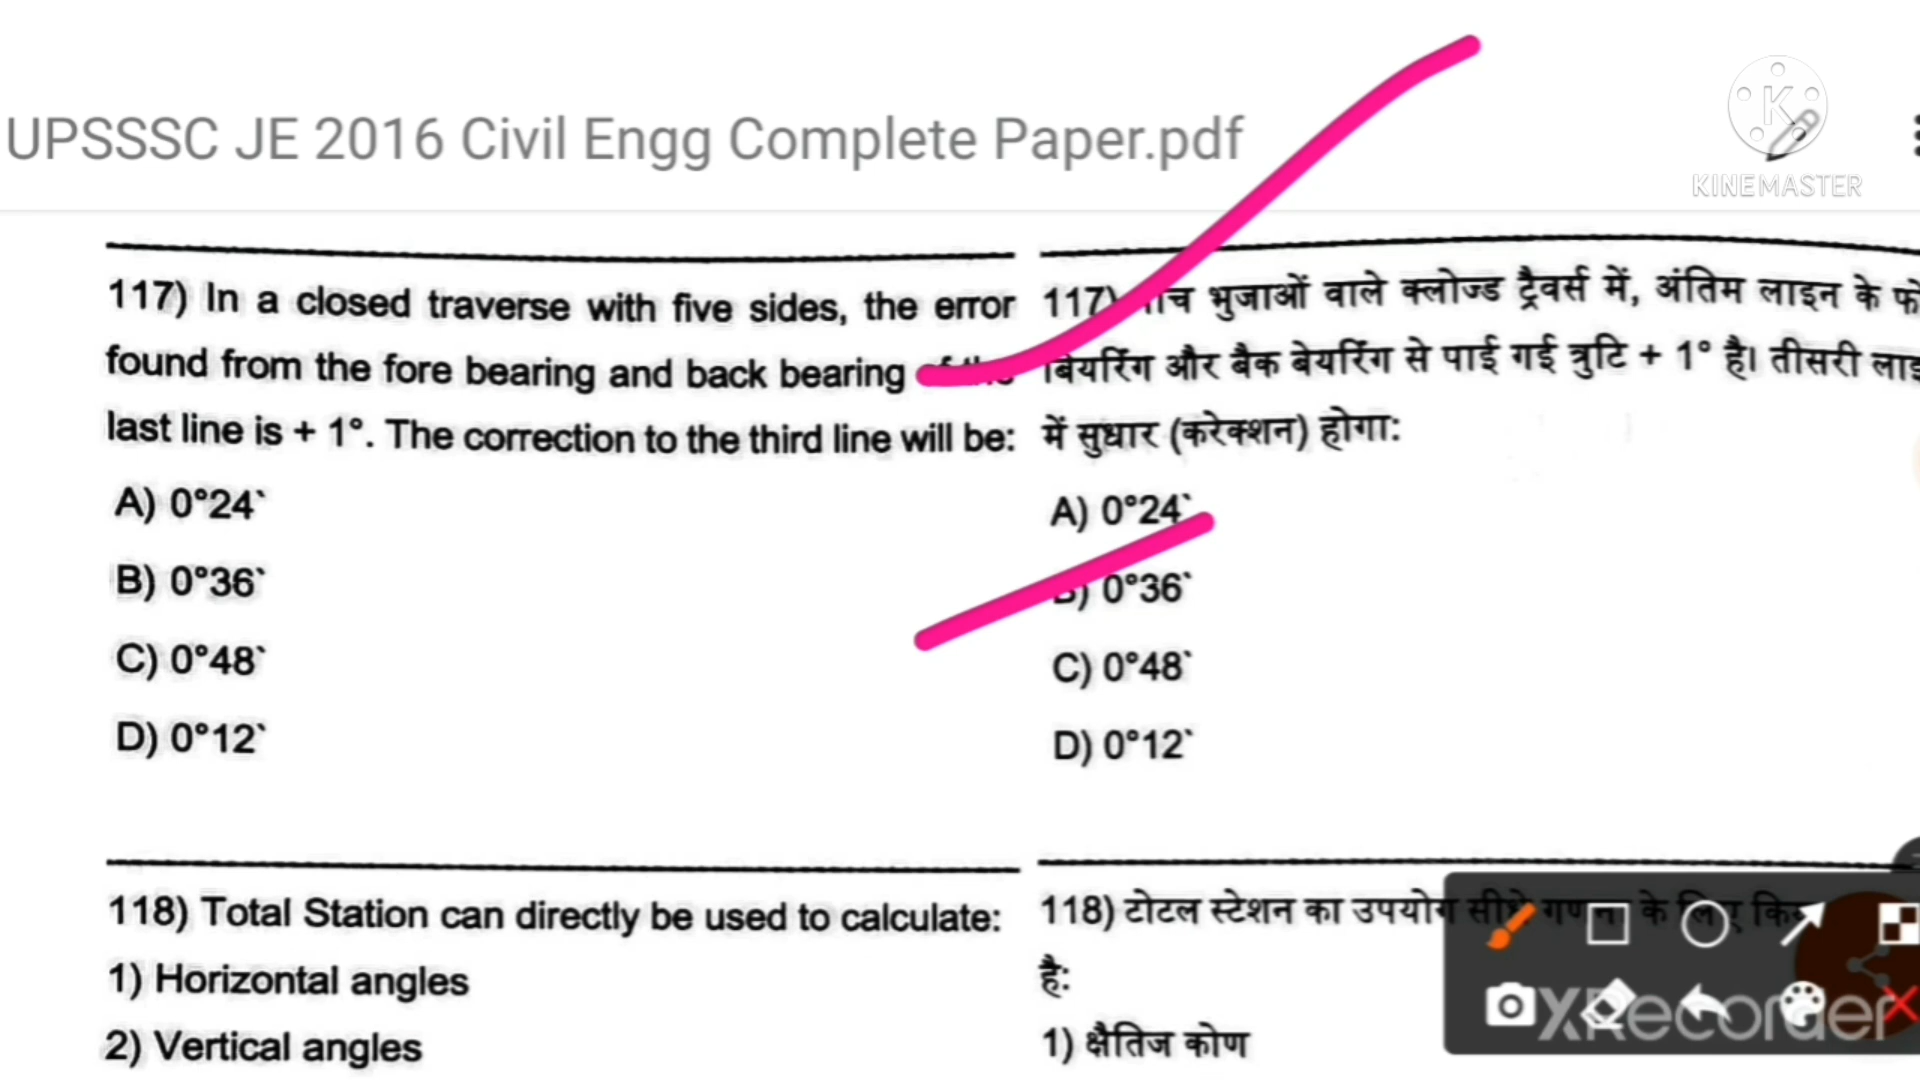 UPSSSC JE 2016 Civil Engg Complete Paper.pdf
KINEMASTER
117) In a closed traverse with five sides, the error
found from the fore bearing and back bearing of the
last line is + 1°. The correction to the third line will be:
A) 0°24`
B) 0°36`
C) 0°48`
D) 0°12`
117) भुजाओं वाले क्लोज्ड ट्रैवर्स में, अंतिम लाइन के
बियरिंग और बैक बेयरिंग से पाई गई त्रुटि + 1° है। तीसरी
में सुधार (करेक्शन) होगा:
A) 0°24`
B) 0°36`
C) 0°48`
D) 0°12`
118) Total Station can directly be used to calculate:
1) Horizontal angles
2) Vertical angles
118) टोटल स्टेशन का उपयोग सीधे के लिए
है:
1) क्षैतिज कोण
XRecorder